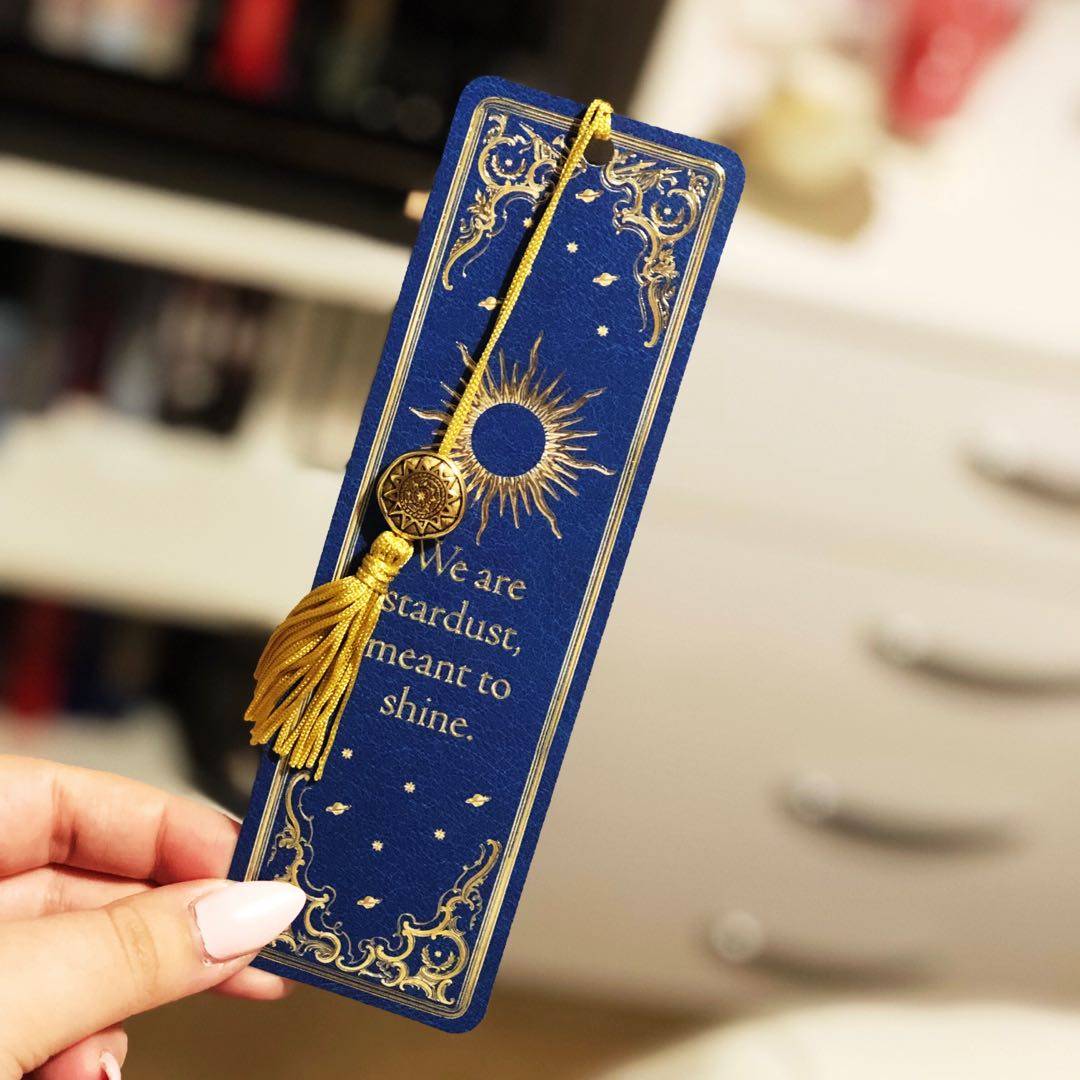 We are
stardust,
meant to
shine.